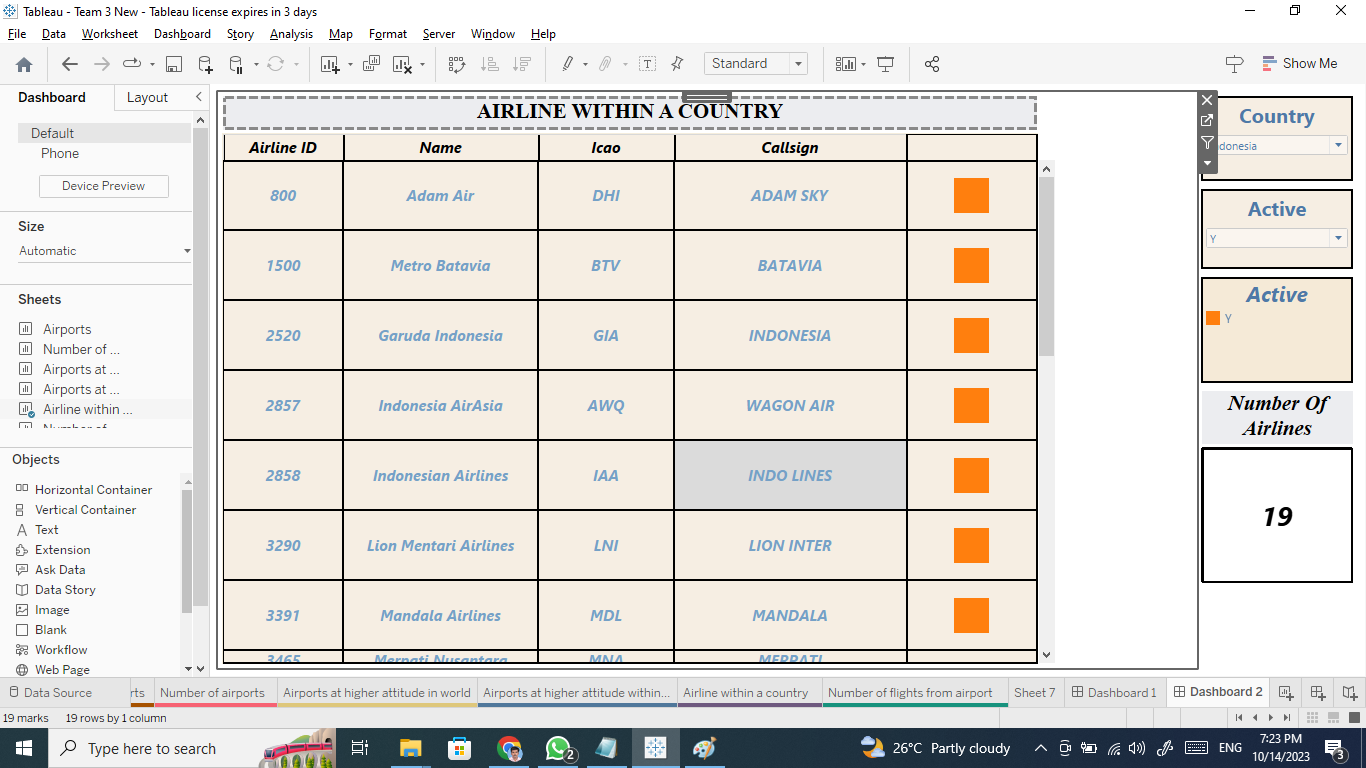 Tableau - Team 3 New - Tableau license expires in 3 days
File Data Worksheet Dashboard Story Analysis Map Format Server Window Help
Standard
Show Me
Dashboard Layout
Default
Phone
Device Preview
Size
Automatic
Sheets
Airports
Number of ...
Airports at ...
Airports at ...
Airline within ...
Number of
Objects
Horizontal Container
Vertical Container
Text
Extension
Ask Data
Data Story
Image
Blank
Workflow
Web Page
AIRLINE WITHIN A COUNTRY
Airline ID Name Icao Callsign
800 Adam Air DHI ADAM SKY
1500 Metro Batavia BTV BATAVIA
2520 Garuda Indonesia GIA INDONESIA
2857 Indonesia AirAsia AWQ WAGON AIR
2858 Indonesian Airlines IAA INDO LINES
3290 Lion Mentari Airlines LNI LION INTER
3391 Mandala Airlines MDL MANDALA
3465 Merpati Nusantara MNA MERPATI
Country
donesia
Active
Y
Active
Y
Number Of
Airlines
19
Data Source rts Number of airports Airports at higher attitude in world Airports at higher attitude within... Airline within a country Number of flights from airport Sheet 7 Dashboard 1 Dashboard 2
19 marks 19 rows by 1 column
Type here to search
2
26°C Partly cloudy
ENG
7:23 PM
10/14/2023
3